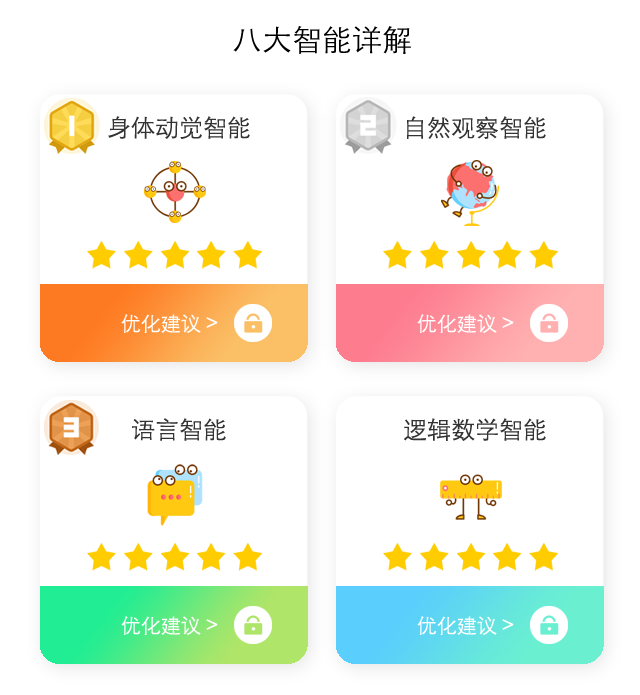 八大智能详解
1
身体动觉智能
优化建议 >
2
自然观察智能
优化建议 >
3
语言智能
优化建议 >
逻辑数学智能
优化建议 >